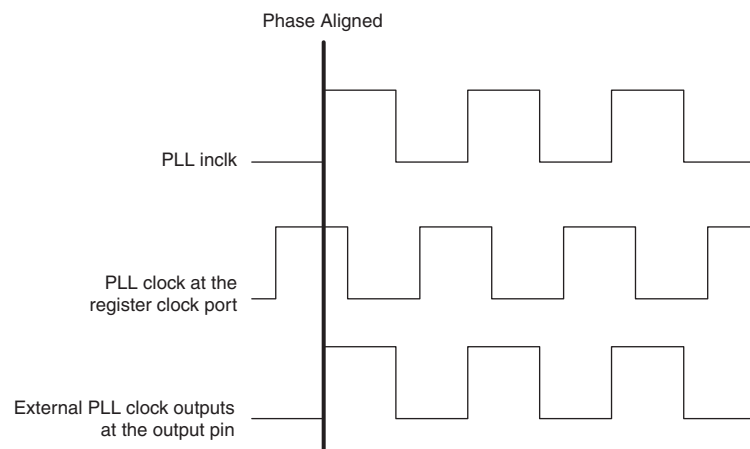 Phase Aligned
PLL inclk
PLL clock at the
register clock port
External PLL clock outputs
at the output pin